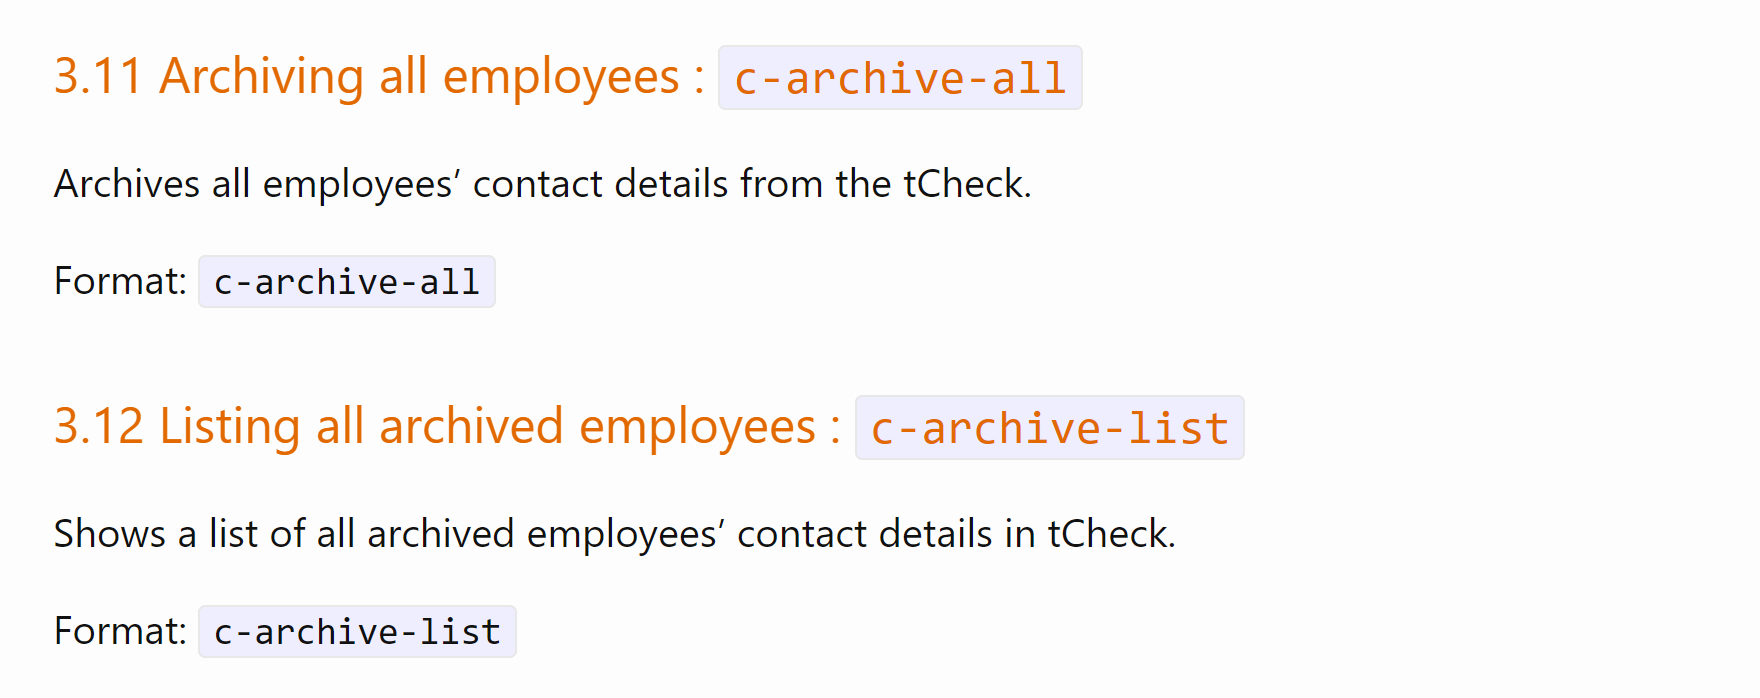 3.11 Archiving all employees : c-archive-all
Archives all employees’ contact details from the tCheck.
Format: c-archive-all
3.12 Listing all archived employees : c-archive-list
Shows a list of all archived employees’ contact details in tCheck.
Format: c-archive-list